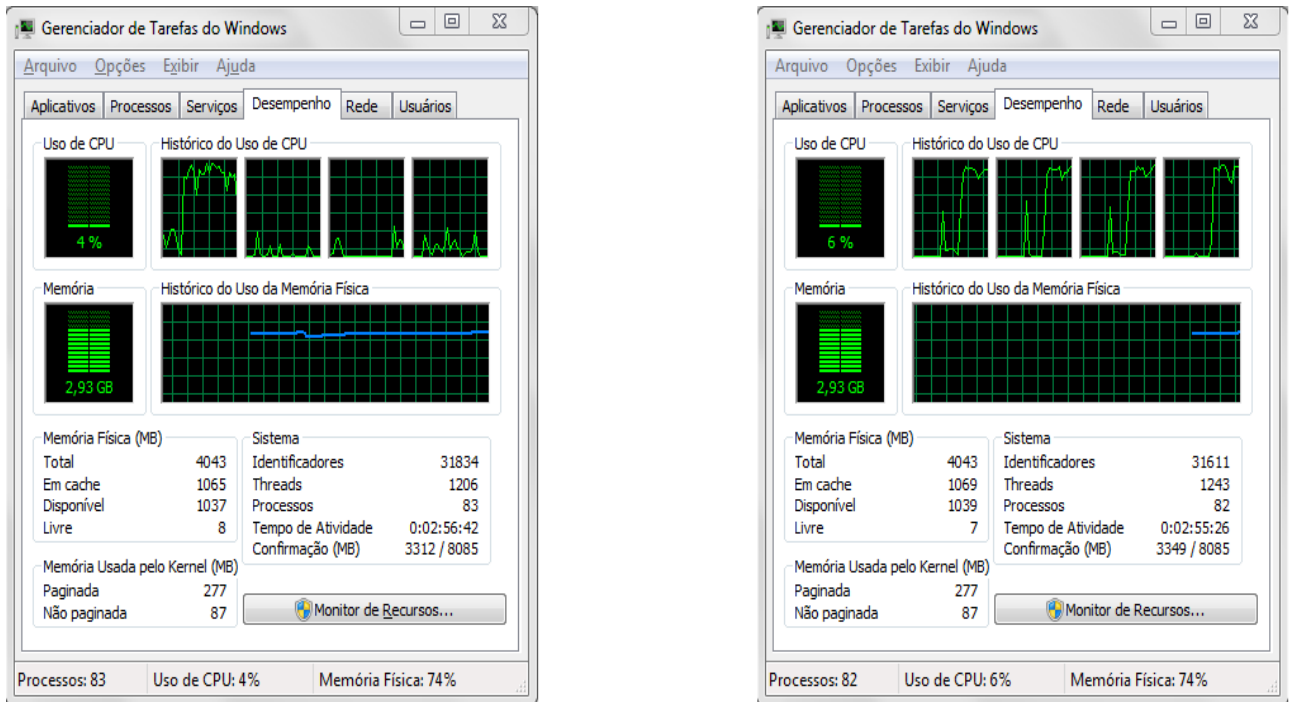 Gerenciador de Tarefas do Windows
Arquivo Opções Exibir Ajuda
Aplicativos Processos Serviços Desempenho Rede Usuários
Uso de CPU Histórico do Uso de CPU
4 %
Memória Histórico do Uso da Memória Física
2,93 GB
Memória Física (MB)
Total 4043
Em cache 1065
Disponível 1037
Livre 8
Sistema
Identificadores 31834
Threads 1206
Processos 83
Tempo de Atividade 0:02:56:42
Confirmação (MB) 3312 / 8085
Memória Usada pelo Kernel (MB)
Paginada 277
Não paginada 87
Monitor de Recursos...
Processos: 83 Uso de CPU: 4% Memória Física: 74%
Gerenciador de Tarefas do Windows
Arquivo Opções Exibir Ajuda
Aplicativos Processos Serviços Desempenho Rede Usuários
Uso de CPU Histórico do Uso de CPU
6 %
Memória Histórico do Uso da Memória Física
2,93 GB
Memória Física (MB)
Total 4043
Em cache 1069
Disponível 1039
Livre 7
Sistema
Identificadores 31611
Threads 1243
Processos 82
Tempo de Atividade 0:02:55:26
Confirmação (MB) 3349 / 8085
Memória Usada pelo Kernel (MB)
Paginada 277
Não paginada 87
Monitor de Recursos...
Processos: 82 Uso de CPU: 6% Memória Física: 74%